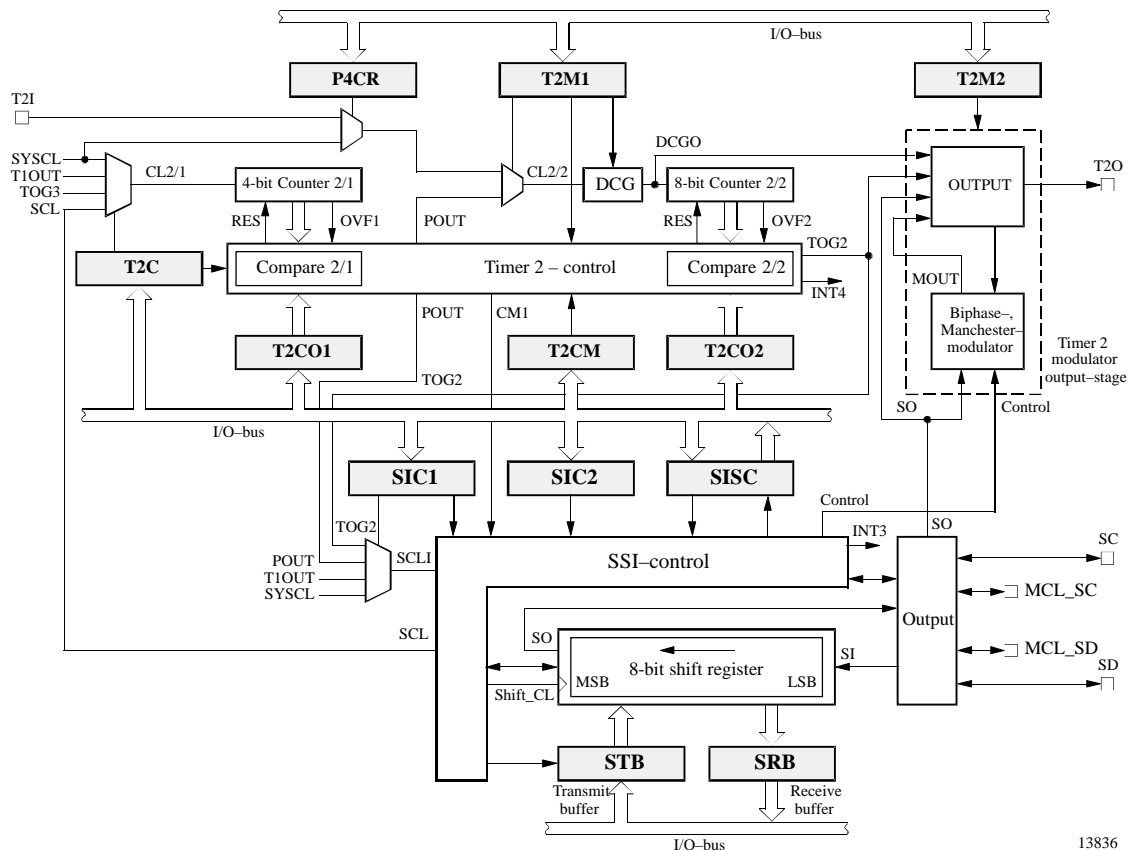 I/O–bus
P4CR
T2M1
T2M2
T2I
SYSCL
T1OUT
TOG3
SCL
CL2/1
4-bit Counter 2/1
CL2/2
DCG
DCGO
8-bit Counter 2/2
OUTPUT
T2O
RES
OVF1
POUT
RES
OVF2
TOG2
T2C
Compare 2/1
Timer 2 – control
Compare 2/2
INT4
MOUT
Biphase–,
Manchester–
modulator
Timer 2
modulator
output–stage
POUT
CM1
T2CO1
T2CM
T2CO2
TOG2
I/O–bus
SO
Control
SIC1
SIC2
SISC
TOG2
Control
SO
INT3
POUT
T1OUT
SYSCL
SCLI
SSI–control
SC
MCL_SC
Output
SCL
SO
8-bit shift register
MSB
LSB
SI
MCL_SD
SD
Shift_CL
STB
SRB
Transmit
buffer
Receive
buffer
I/O–bus
13836